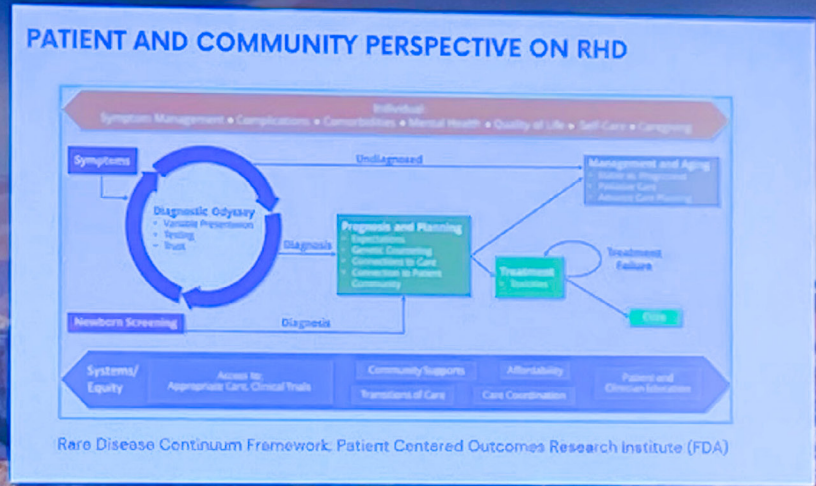 PATIENT AND COMMUNITY PERSPECTIVE ON RHD
Individual:
Symptom Management • Complications • Comorbidities • Mental Health • Quality of Life • Self-Care • Caregiving
Symptoms
Undiagnosed
Management and Aging
• Stable vs. Progressed
• Palliative Care
• Advance Care Planning
Diagnostic Odyssey
• Variable Presentation
• Testing
• Trust
Diagnosis
Prognosis and Planning
• Expectations
• Genetic Counseling
• Connections to Care
• Connection to Patient
Community
Treatment
• Toxicities
Treatment
Failure
Cure
Newborn Screening
Diagnosis
Systems/
Equity
Access to:
Appropriate Care, Clinical Trials
Community Supports
Affordability
Transitions of Care
Care Coordination
Patient and
Clinician Education
Rare Disease Continuum Framework: Patient Centered Outcomes Research Institute (FDA)